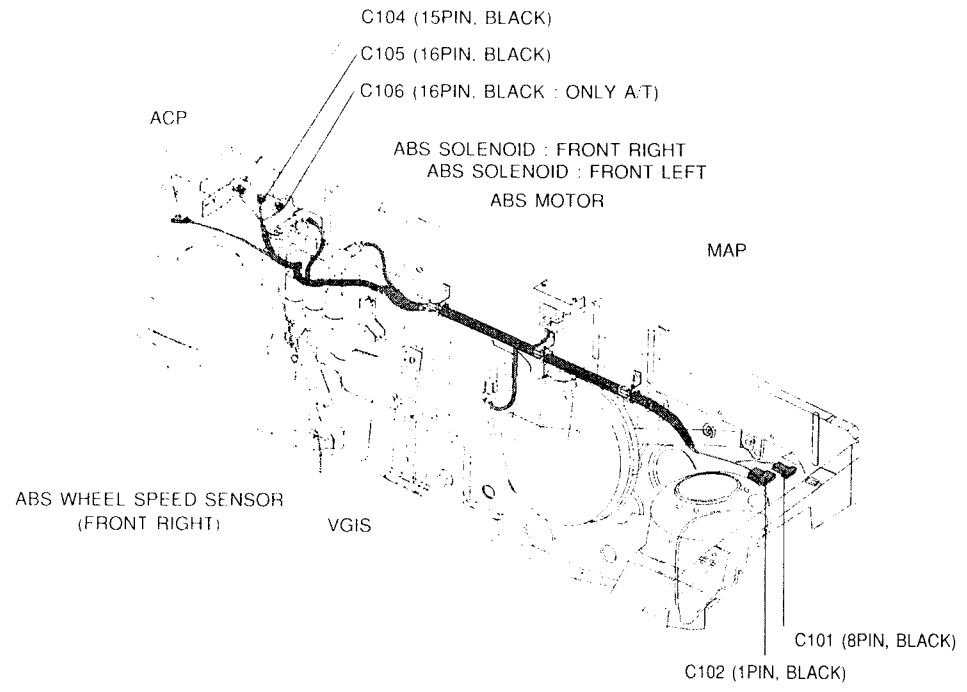 C104 (15PIN, BLACK)
C105 (16PIN, BLACK)
C106 (16PIN, BLACK : ONLY A/T)
ACP
ABS SOLENOID : FRONT RIGHT
ABS SOLENOID : FRONT LEFT
ABS MOTOR
MAP
ABS WHEEL SPEED SENSOR
(FRONT RIGHT)
VGIS
C101 (8PIN, BLACK)
C102 (1PIN, BLACK)